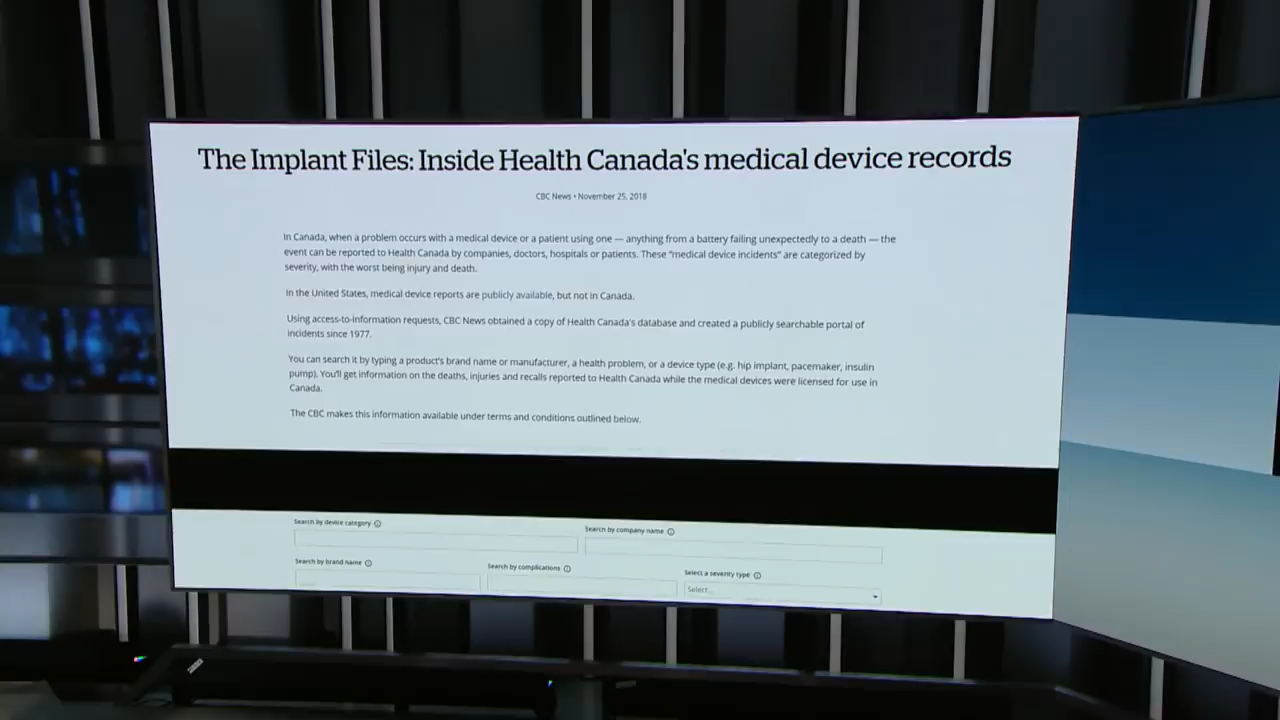 The Implant Files: Inside Health Canada's medical device records
CBC News • November 25, 2018
In Canada, when a problem occurs with a medical device or a patient using one — anything from a battery failing unexpectedly to a death — the
event can be reported to Health Canada by companies, doctors, hospitals or patients. These "medical device incidents" are categorized by
severity, with the worst being injury and death.
In the United States, medical device reports are publicly available, but not in Canada.
Using access-to-information requests, CBC News obtained a copy of Health Canada's database and created a publicly searchable portal of
incidents since 1977.
You can search it by typing a product's brand name or manufacturer, a health problem, or a device type (e.g. hip implant, pacemaker, insulin
pump). You'll get information on the deaths, injuries and recalls reported to Health Canada while the medical devices were licensed for use in
Canada.
The CBC makes this information available under terms and conditions outlined below.
Search by device category
Search by company name
Search by brand name
Search by complications
Select a severity type
Select...